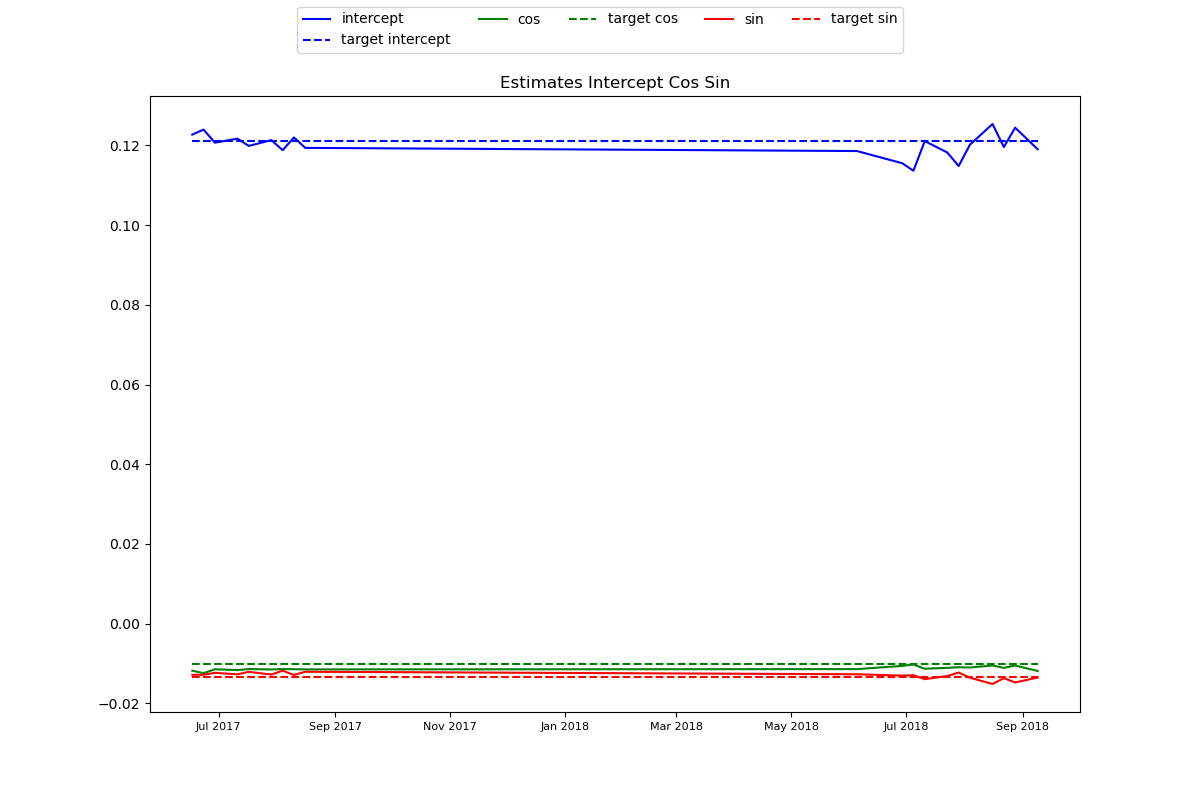 intercept cos target cos sin target sin
target intercept
Estimates Intercept Cos Sin
0.12
0.10
0.08
0.06
0.04
0.02
0.00
−0.02
Jul 2017 Sep 2017 Nov 2017 Jan 2018 Mar 2018 May 2018 Jul 2018 Sep 2018